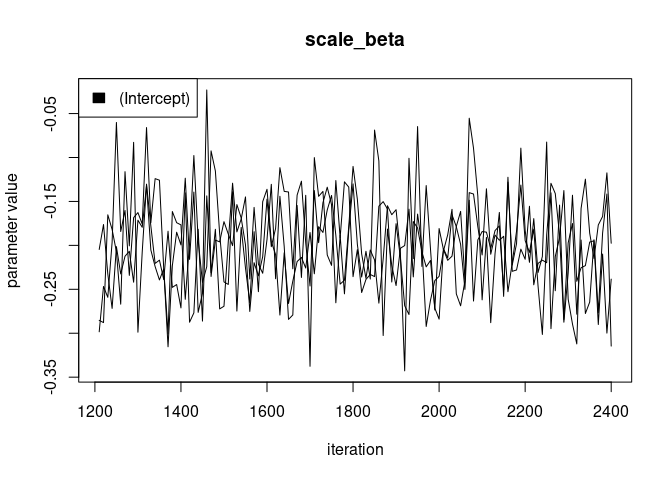 scale_beta
(Intercept)
-0.05
-0.15
-0.25
-0.35
parameter value
1200 1400 1600 1800 2000 2200 2400
iteration